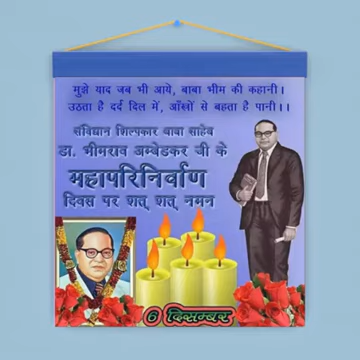 मुझे याद जब भी आये, बाबा भीम की कहानी।
उठता है दर्द दिल में, आँखों से बहता है पानी।।
संविधान शिल्पकार बाबा साहेब
डा. भीमराव अम्बेडकर जी के
महापरिनिर्वाण
दिवस पर शत् शत् नमन
6 दिसम्बर